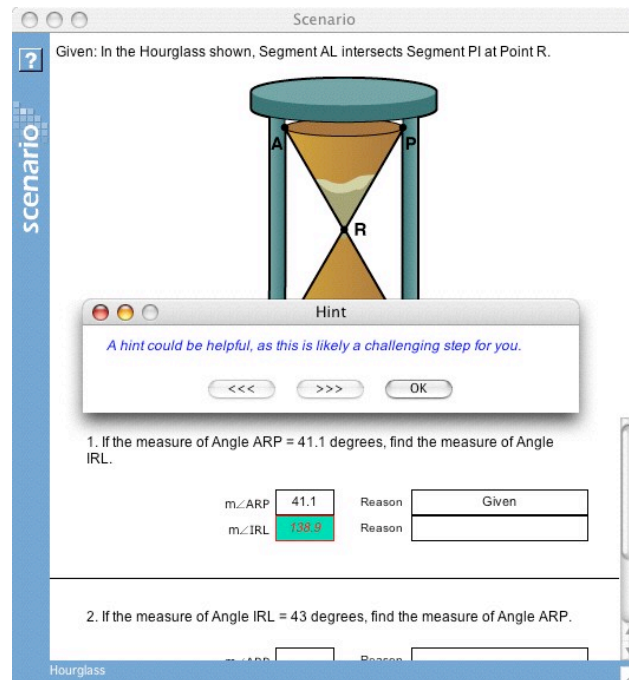 Scenario
?
scenario
Given: In the Hourglass shown, Segment AL intersects Segment PI at Point R.
A
P
R
Hint
A hint could be helpful, as this is likely a challenging step for you.
<<<
>>>
OK
1. If the measure of Angle ARP = 41.1 degrees, find the measure of Angle
IRL.
m∠ARP 41.1 Reason Given
m∠IRL 138.9 Reason
2. If the measure of Angle IRL = 43 degrees, find the measure of Angle ARP.
m∠ARP Reason
Hourglass